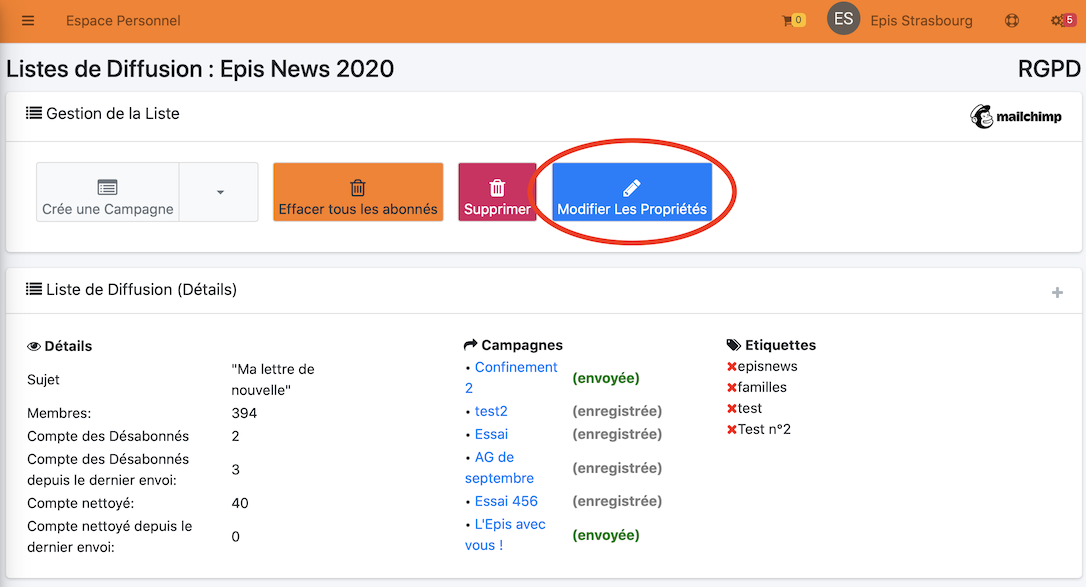 Espace Personnel
0
ES
Epis Strasbourg
5
Listes de Diffusion : Epis News 2020
RGPD
Gestion de la Liste
mailchimp
Crée une Campagne
Effacer tous les abonnés
Supprimer
Modifier Les Propriétés
Liste de Diffusion (Détails)
Détails
Sujet
"Ma lettre de
nouvelle"
Membres:
394
Compte des Désabonnés
2
Compte des Désabonnés
depuis le dernier envoi:
3
Compte nettoyé:
40
Compte nettoyé depuis le
dernier envoi:
0
Campagnes
• Confinement
2
(envoyée)
• test2
(enregistrée)
• Essai
(enregistrée)
• AG de
septembre
(enregistrée)
• Essai 456
(enregistrée)
• L'Epis avec
vous !
(envoyée)
Etiquettes
episnews
familles
test
Test n°2